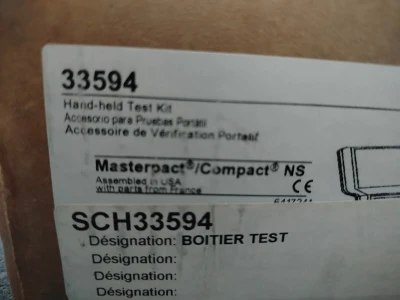 33594
Hand-held Test Kit
Accesorio para Pruebas Portátil
Accessoire de Vérification Portatif
Masterpact®/Compact® NS
Assembled in USA
with parts from France
CE
SCH33594
Désignation: BOITIER TEST
Désignation:
Désignation:
Désignation: